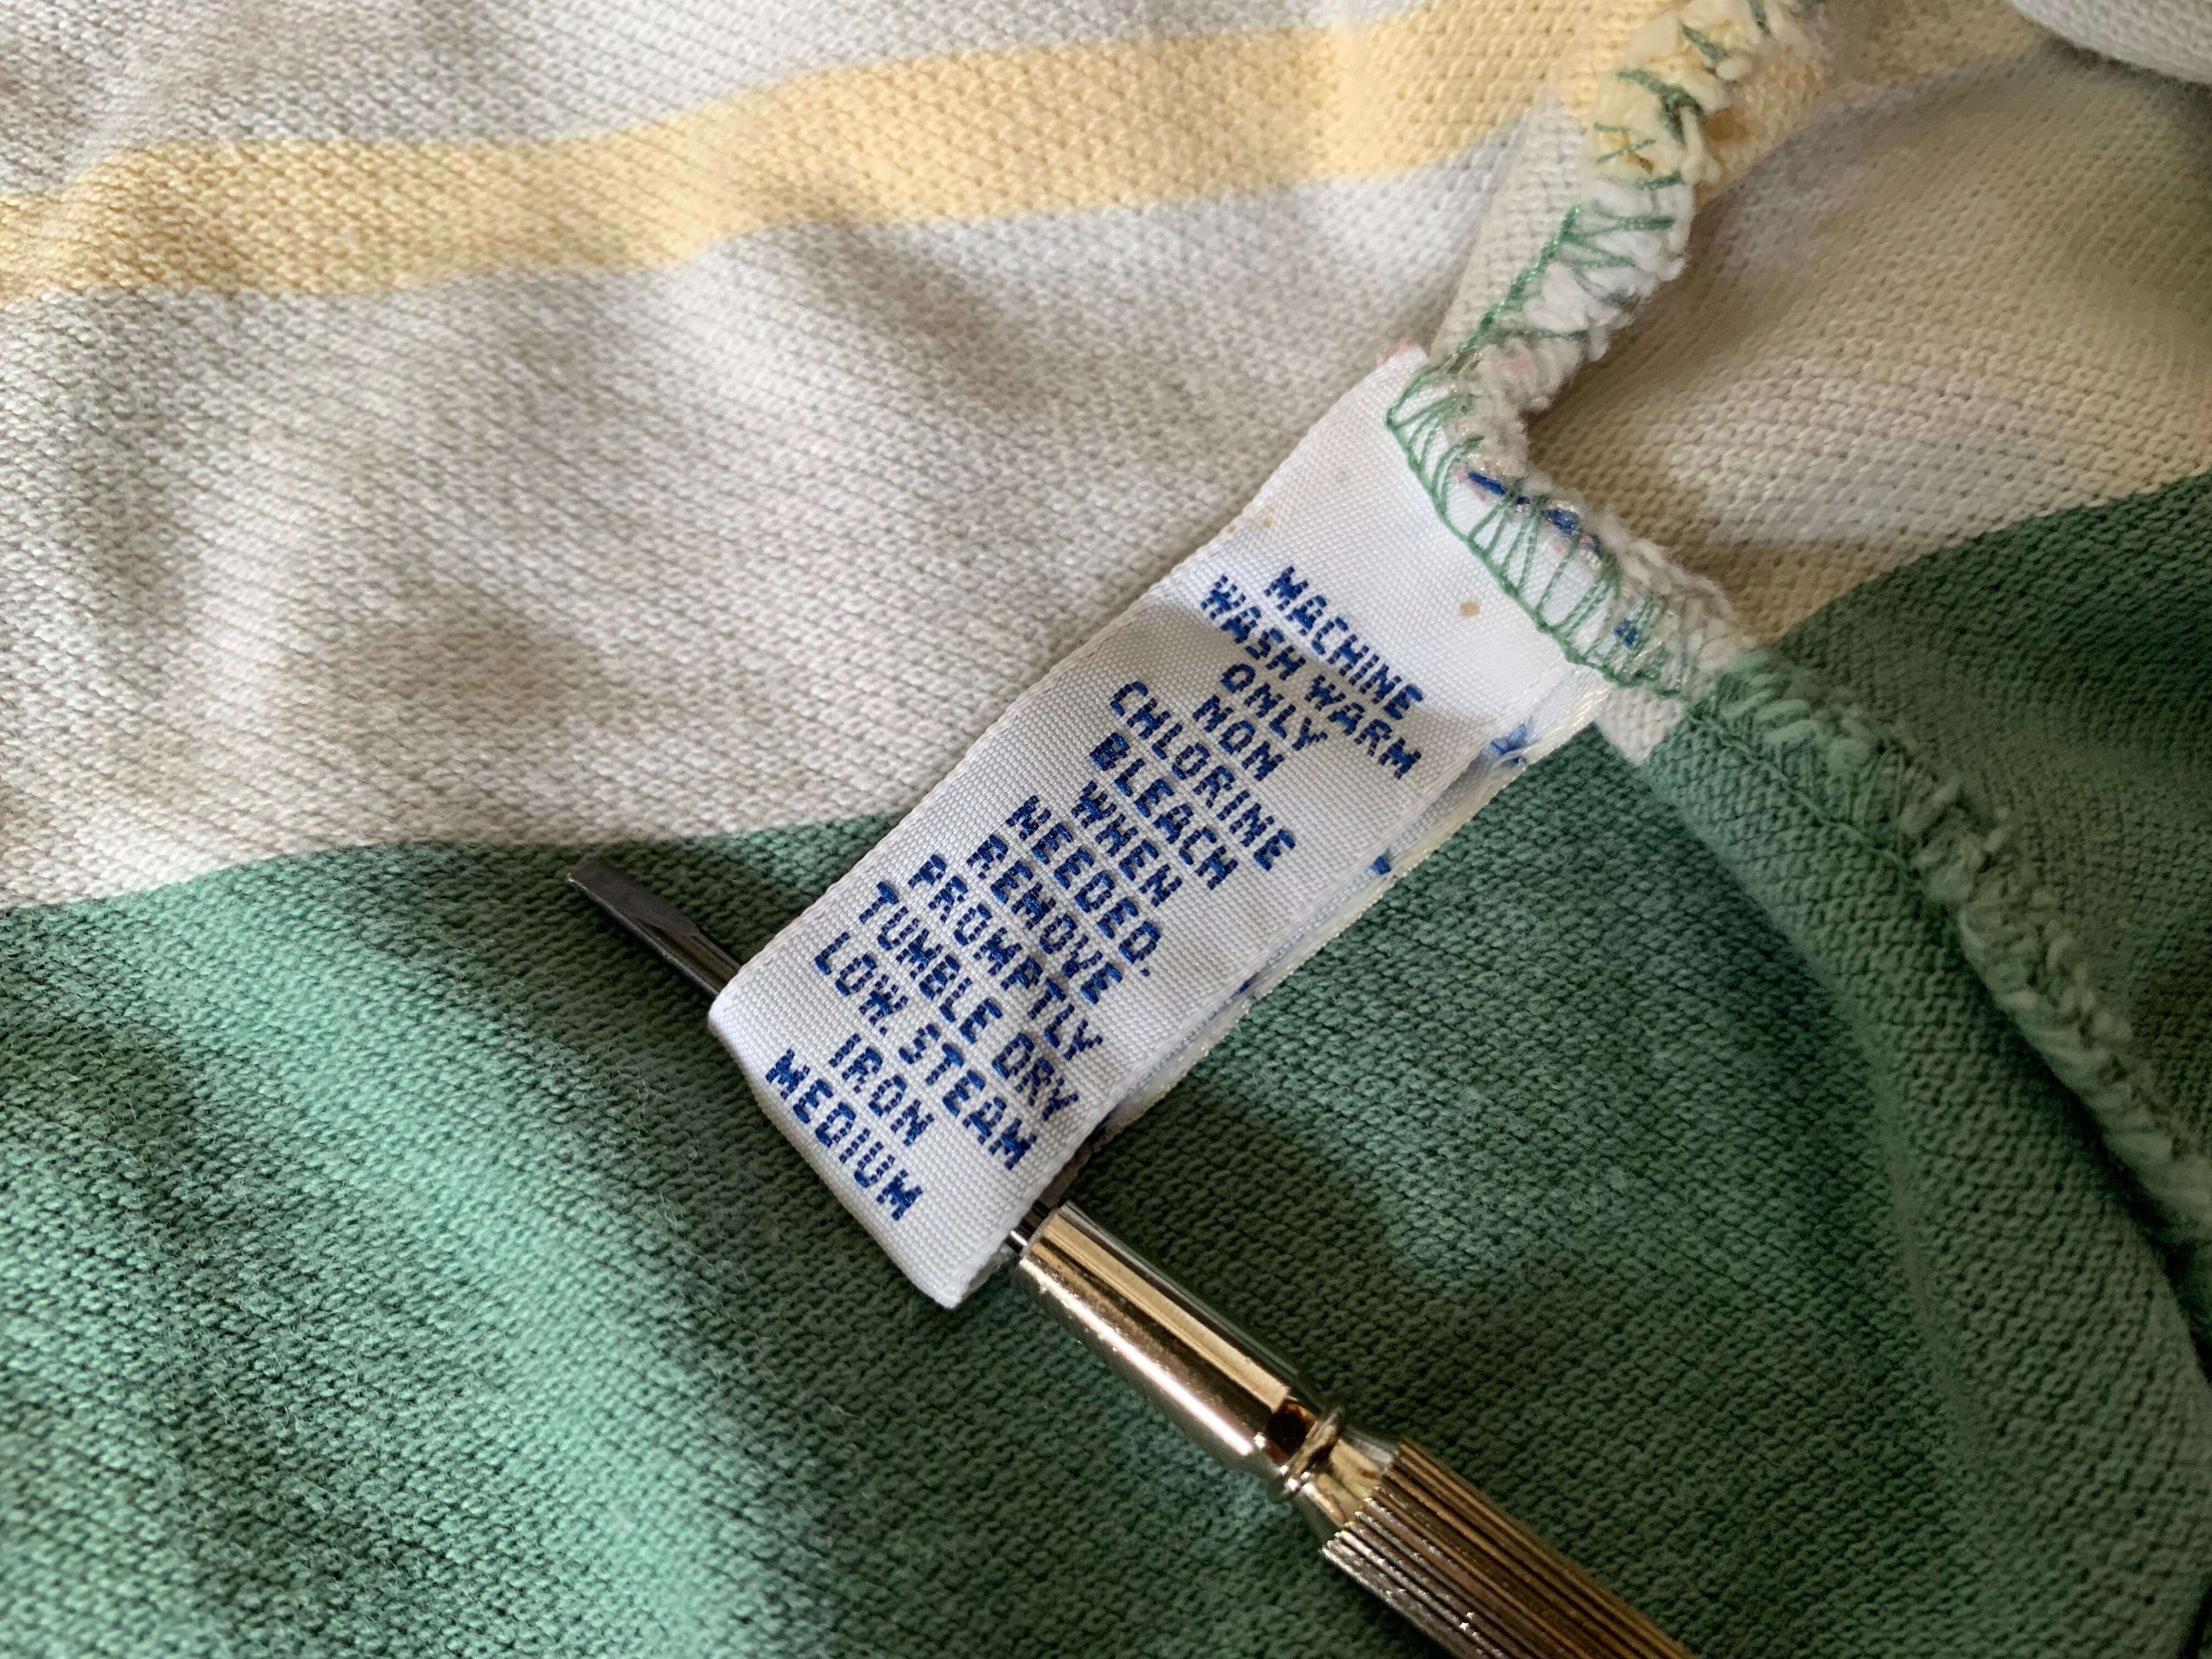 MACHINE
WASH WARM
ONLY
NON
CHLORINE
BLEACH
WHEN
NEEDED.
REMOVE
PROMPTLY
TUMBLE DRY
LOW. STEAM
IRON
MEDIUM